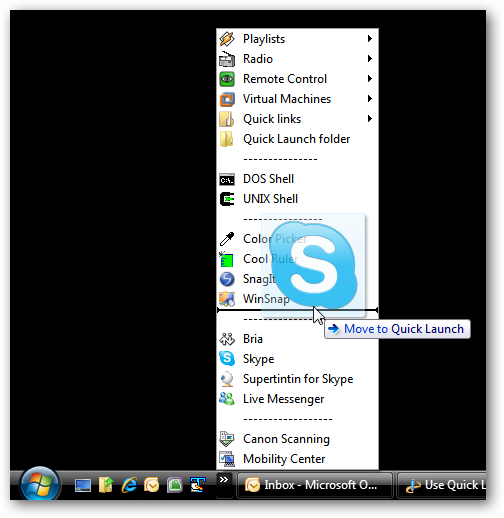 Playlists
Radio
Remote Control
Virtual Machines
Quick links
Quick Launch folder
---------------
DOS Shell
UNIX Shell
----------------
Color Picker
Cool Ruler
SnagIt
WinSnap
Move to Quick Launch
Bria
Skype
Supertintin for Skype
Live Messenger
------------------
Canon Scanning
Mobility Center
Inbox - Microsoft O...
Use Quick L